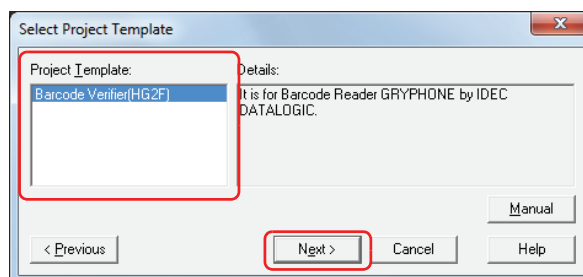 Select Project Template
Project Template:
Barcode Verifier(HG2F)
Details:
It is for Barcode Reader GRYPHONE by IDEC
DATALOGIC.
Manual
< Previous
Next >
Cancel
Help